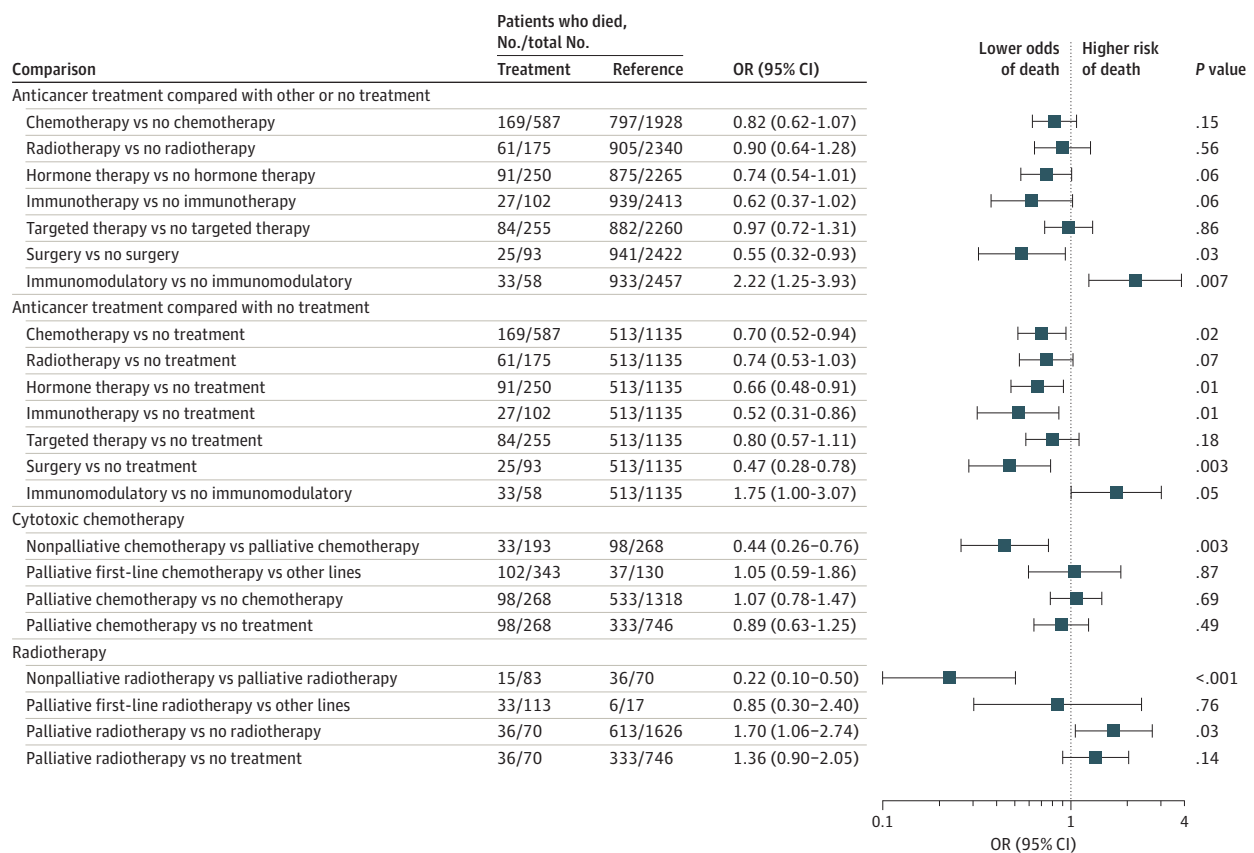 Patients who died,
No./total No.
Lower odds of death
Higher risk of death
Comparison Treatment Reference OR (95% CI) P value
Anticancer treatment compared with other or no treatment
Chemotherapy vs no chemotherapy 169/587 797/1928 0.82 (0.62-1.07) .15
Radiotherapy vs no radiotherapy 61/175 905/2340 0.90 (0.64-1.28) .56
Hormone therapy vs no hormone therapy 91/250 875/2265 0.74 (0.54-1.01) .06
Immunotherapy vs no immunotherapy 27/102 939/2413 0.62 (0.37-1.02) .06
Targeted therapy vs no targeted therapy 84/255 882/2260 0.97 (0.72-1.31) .86
Surgery vs no surgery 25/93 941/2422 0.55 (0.32-0.93) .03
Immunomodulatory vs no immunomodulatory 33/58 933/2457 2.22 (1.25-3.93) .007
Anticancer treatment compared with no treatment
Chemotherapy vs no treatment 169/587 513/1135 0.70 (0.52-0.94) .02
Radiotherapy vs no treatment 61/175 513/1135 0.74 (0.53-1.03) .07
Hormone therapy vs no treatment 91/250 513/1135 0.66 (0.48-0.91) .01
Immunotherapy vs no treatment 27/102 513/1135 0.52 (0.31-0.86) .01
Targeted therapy vs no treatment 84/255 513/1135 0.80 (0.57-1.11) .18
Surgery vs no treatment 25/93 513/1135 0.47 (0.28-0.78) .003
Immunomodulatory vs no immunomodulatory 33/58 513/1135 1.75 (1.00-3.07) .05
Cytotoxic chemotherapy
Nonpalliative chemotherapy vs palliative chemotherapy 33/193 98/268 0.44 (0.26–0.76) .003
Palliative first-line chemotherapy vs other lines 102/343 37/130 1.05 (0.59-1.86) .87
Palliative chemotherapy vs no chemotherapy 98/268 533/1318 1.07 (0.78-1.47) .69
Palliative chemotherapy vs no treatment 98/268 333/746 0.89 (0.63-1.25) .49
Radiotherapy
Nonpalliative radiotherapy vs palliative radiotherapy 15/83 36/70 0.22 (0.10–0.50) <.001
Palliative first-line radiotherapy vs other lines 33/113 6/17 0.85 (0.30–2.40) .76
Palliative radiotherapy vs no radiotherapy 36/70 613/1626 1.70 (1.06–2.74) .03
Palliative radiotherapy vs no treatment 36/70 333/746 1.36 (0.90–2.05) .14
0.1 1 4
OR (95% CI)